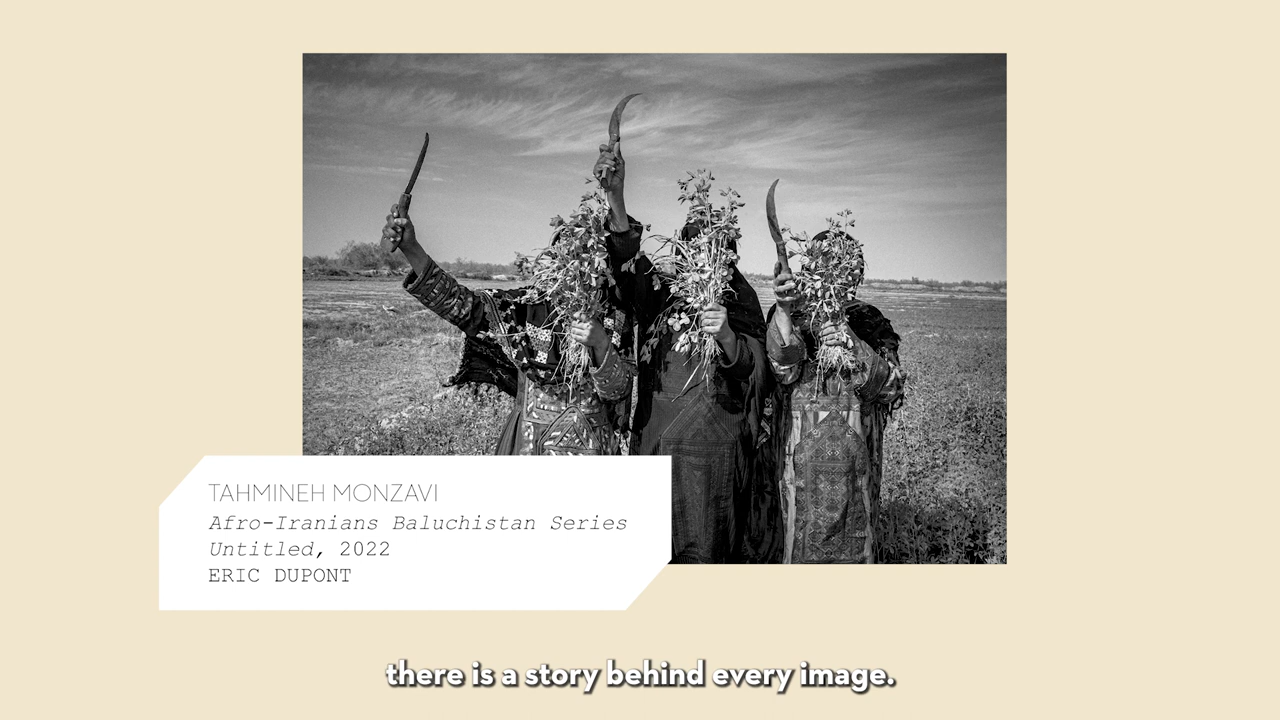 TAHMINEH MONZAVI
Afro-Iranians Baluchistan Series
Untitled, 2022
ERIC DUPONT
there is a story behind every image.